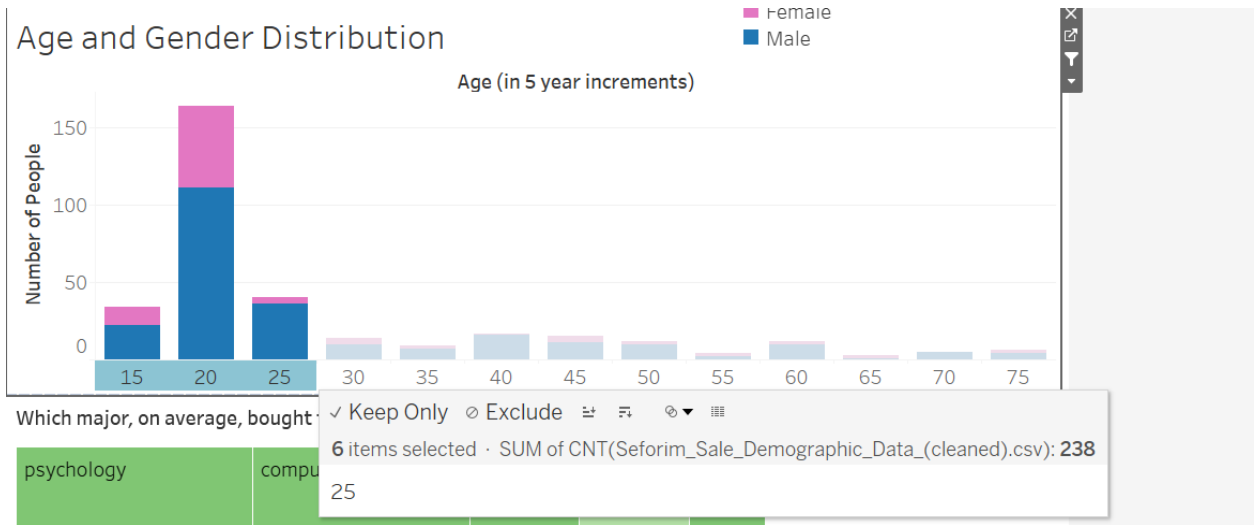 Female
Age and Gender Distribution
Male
Age (in 5 year increments)
Number of People
150
100
50
0
15 20 25 30 35 40 45 50 55 60 65 70 75
Which major, on average, bought
✓ Keep Only Exclude
6 items selected · SUM of CNT(Seforim_Sale_Demographic_Data_(cleaned).csv): 238
25
psychology
compu